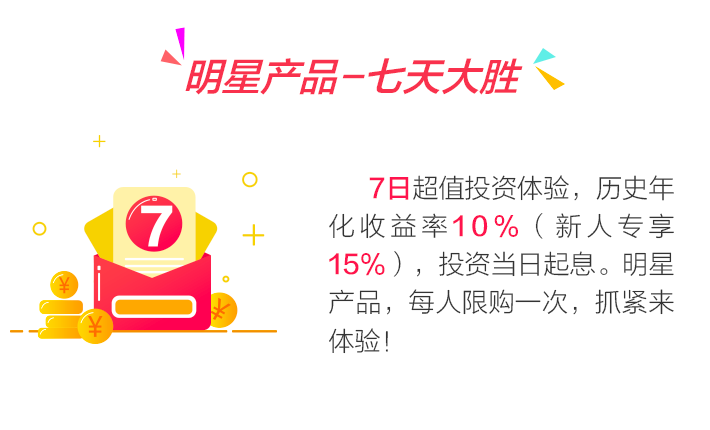 明星产品-七天大胜
7
7日超值投资体验，历史年
化收益率10%（新人专享
15%），投资当日起息。明星
产品，每人限购一次，抓紧来
体验！
¥
¥
¥